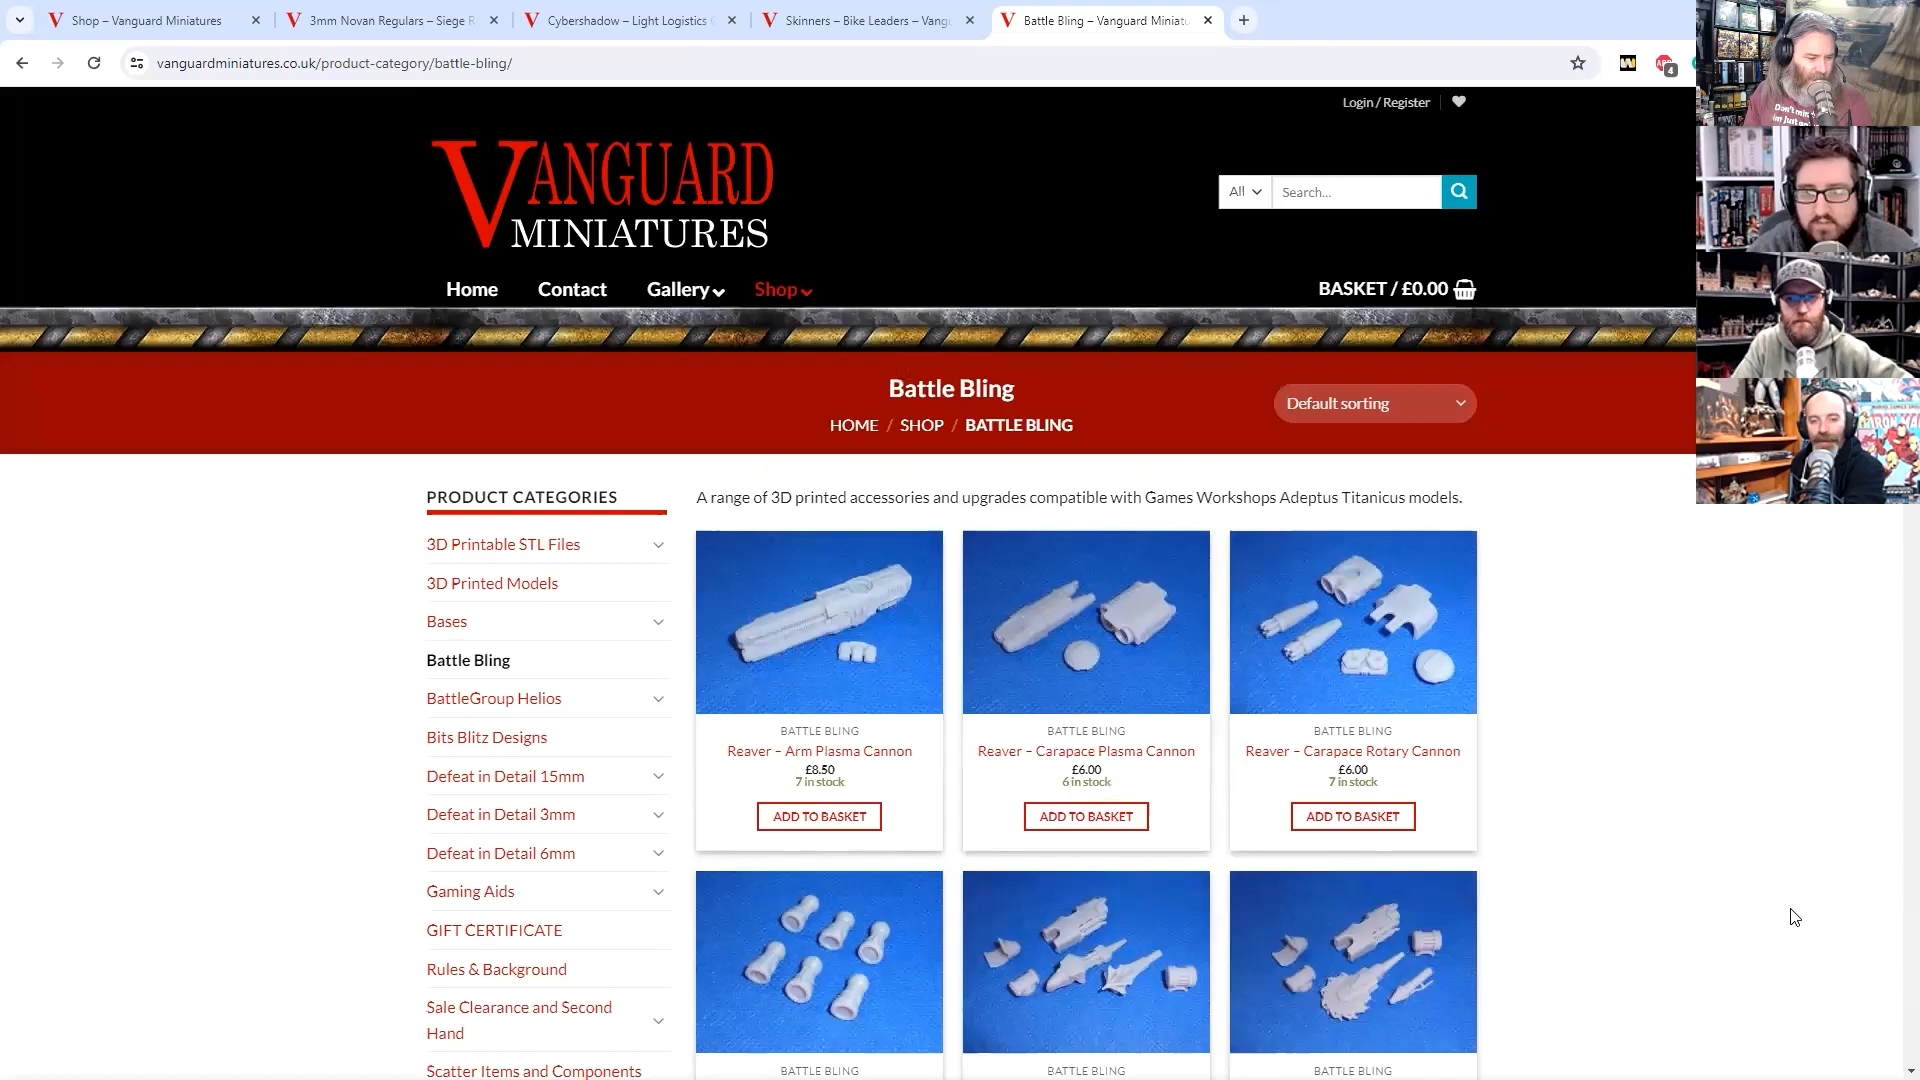 Shop – Vanguard Miniatures
3mm Novan Regulars – Siege R
Cybershadow – Light Logistics
Skinners – Bike Leaders – Vangu
Battle Bling – Vanguard Miniatu
vanguardminiatures.co.uk/product-category/battle-bling/
4
Login / Register
VANGUARD
MINIATURES
All
Search...
Home
Contact
Gallery
Shop
BASKET / £0.00
Battle Bling
HOME / SHOP / BATTLE BLING
Default sorting
PRODUCT CATEGORIES
3D Printable STL Files
3D Printed Models
Bases
Battle Bling
BattleGroup Helios
Bits Blitz Designs
Defeat in Detail 15mm
Defeat in Detail 3mm
Defeat in Detail 6mm
Gaming Aids
GIFT CERTIFICATE
Rules & Background
Sale Clearance and Second
Hand
Scatter Items and Components
A range of 3D printed accessories and upgrades compatible with Games Workshops Adeptus Titanicus models.
BATTLE BLING
Reaver – Arm Plasma Cannon
£8.50
7 in stock
ADD TO BASKET
BATTLE BLING
Reaver – Carapace Plasma Cannon
£6.00
6 in stock
ADD TO BASKET
BATTLE BLING
Reaver – Carapace Rotary Cannon
£6.00
7 in stock
ADD TO BASKET
BATTLE BLING
BATTLE BLING
BATTLE BLING
Don't